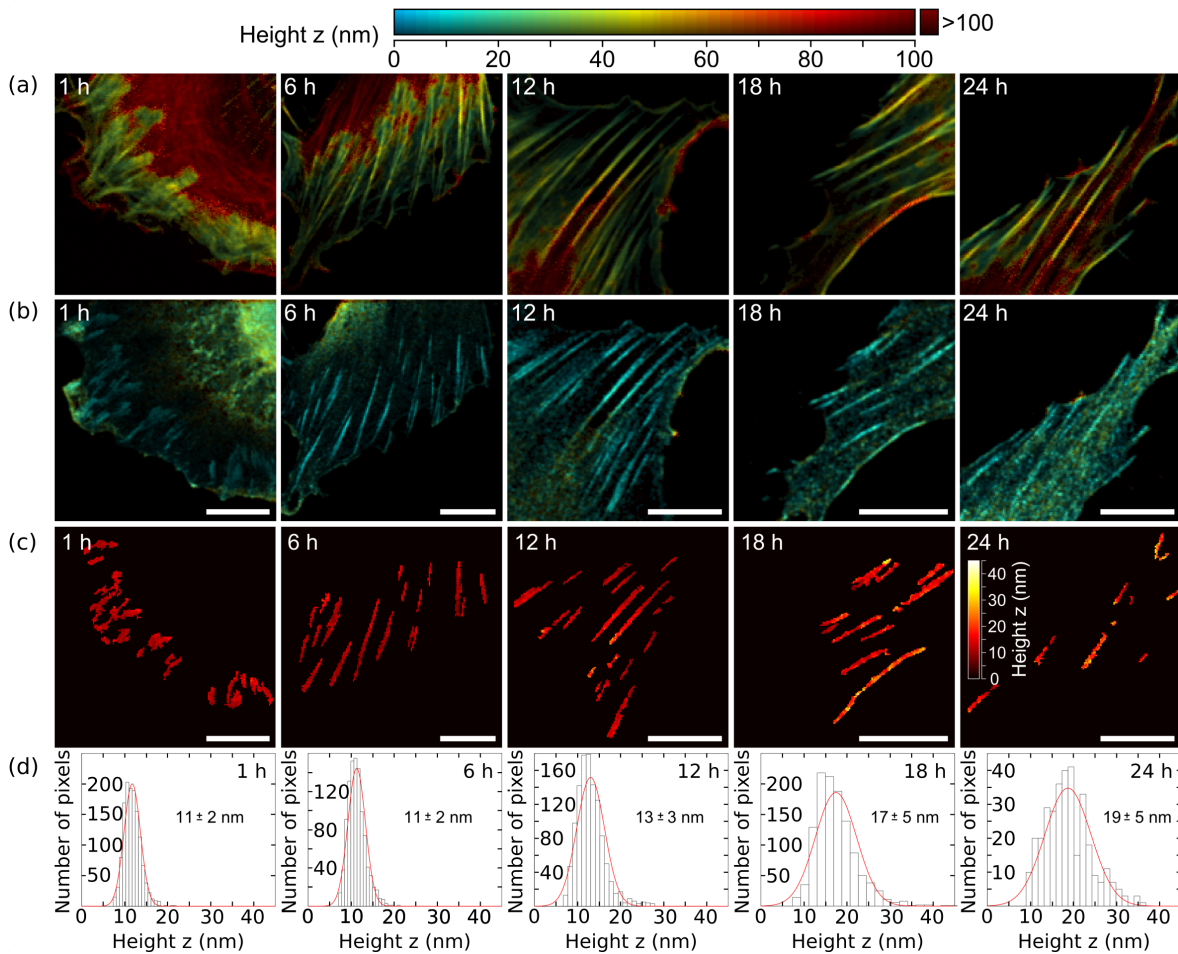 Height z (nm)
0 20 40 60 80 100 >100
(a) 1 h 6 h 12 h 18 h 24 h
(b) 1 h 6 h 12 h 18 h 24 h
(c) 1 h 6 h 12 h 18 h 24 h
40
30
20
10
0
Height z (nm)
(d) 1 h 6 h 12 h 18 h 24 h
Number of pixels
200
150
100
50
11 ± 2 nm
0 10 20 30 40
Height z (nm)
Number of pixels
120
80
40
11 ± 2 nm
0 10 20 30 40
Height z (nm)
Number of pixels
160
120
80
40
13 ± 3 nm
0 10 20 30 40
Height z (nm)
Number of pixels
200
150
100
50
17 ± 5 nm
0 10 20 30 40
Height z (nm)
Number of pixels
40
30
20
10
19 ± 5 nm
0 10 20 30 40
Height z (nm)